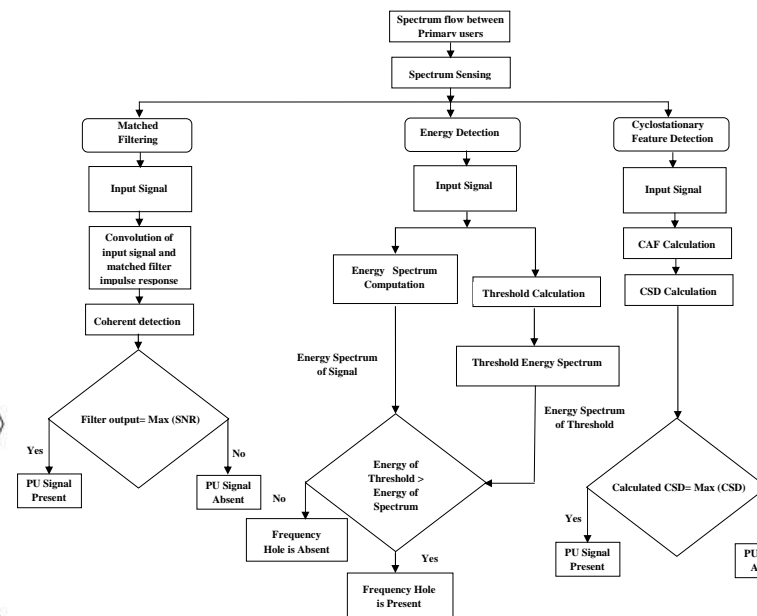 Spectrum flow between
Primary users
Spectrum Sensing
Matched
Filtering
Energy Detection
Cyclostationary
Feature Detection
Input Signal
Input Signal
Input Signal
Convolution of
input signal and
matched filter
impulse response
Energy Spectrum
Computation
Threshold Calculation
CAF Calculation
CSD Calculation
Coherent detection
Energy Spectrum
of Signal
Threshold Energy Spectrum
Energy Spectrum
of Threshold
Filter output= Max (SNR)
Yes
No
PU Signal
Present
PU Signal
Absent
Energy of
Threshold >
Energy of
Spectrum
No
Frequency
Hole is Absent
Yes
Frequency Hole
is Present
Calculated CSD= Max (CSD)
Yes
PU Signal
Present
PU
A